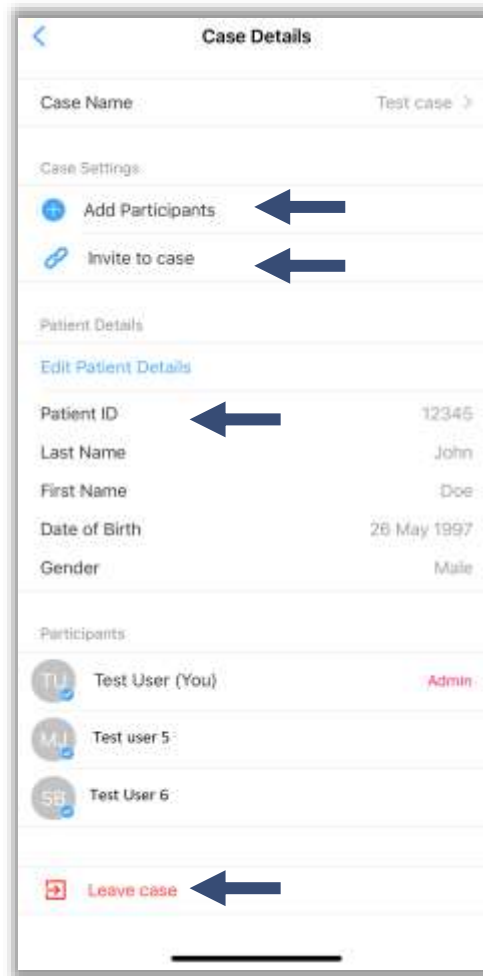 Case Details
Case Name Test case
Case Settings
Add Participants
Invite to case
Patient Details
Edit Patient Details
Patient ID 12345
Last Name John
First Name Doe
Date of Birth 26 May 1997
Gender Male
Participants
TU Test User (You) Admin
MJ Test user 5
SB Test User 6
Leave case